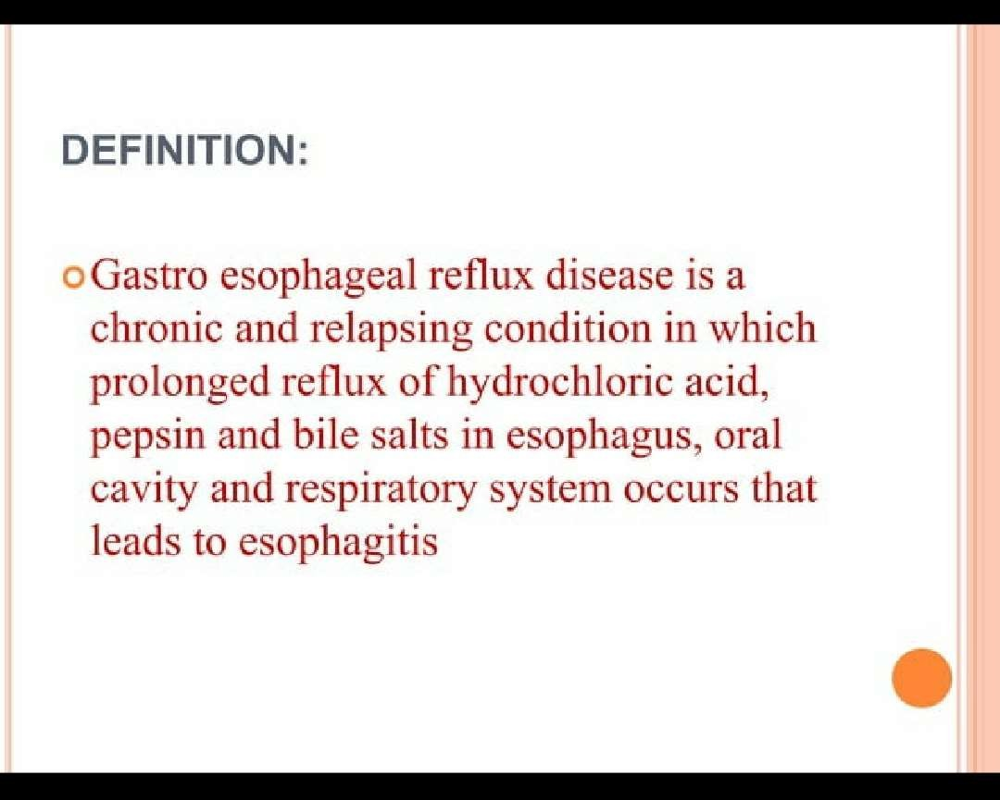 DEFINITION:
Gastro esophageal reflux disease is a
chronic and relapsing condition in which
prolonged reflux of hydrochloric acid,
pepsin and bile salts in esophagus, oral
cavity and respiratory system occurs that
leads to esophagitis